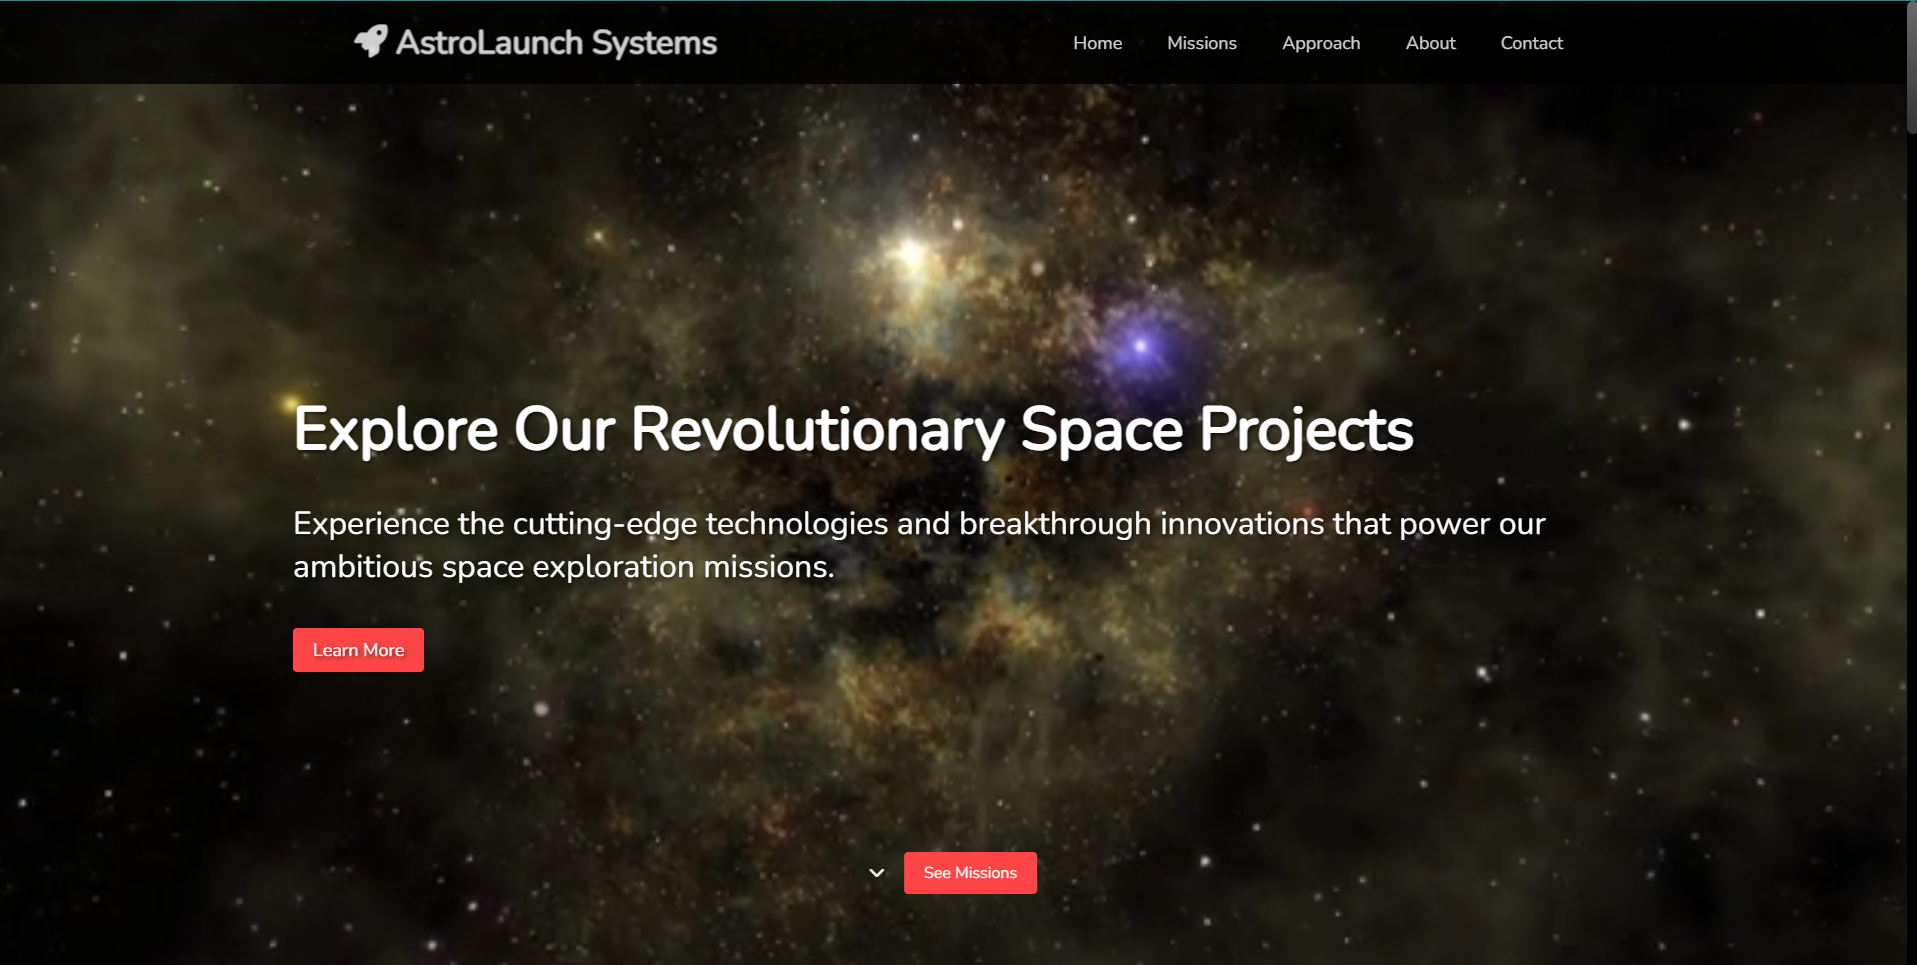 AstroLaunch Systems
Home
Missions
Approach
About
Contact
Explore Our Revolutionary Space Projects
Experience the cutting-edge technologies and breakthrough innovations that power our
ambitious space exploration missions.
Learn More
See Missions